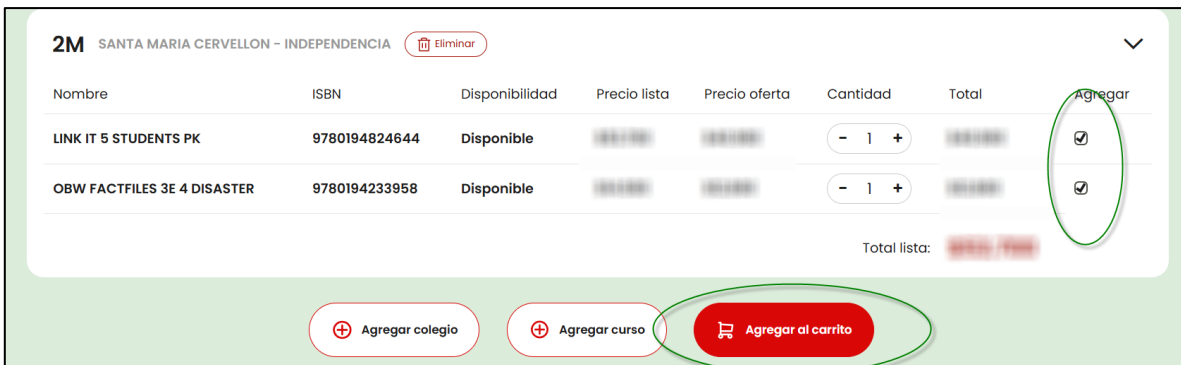 2M SANTA MARIA CERVELLON - INDEPENDENCIA Eliminar
Nombre ISBN Disponibilidad Precio lista Precio oferta Cantidad Total Agregar
LINK IT 5 STUDENTS PK 9780194824644 Disponible - 1 +
OBW FACTFILES 3E 4 DISASTER 9780194233958 Disponible - 1 +
Total lista:
Agregar colegio Agregar curso Agregar al carrito